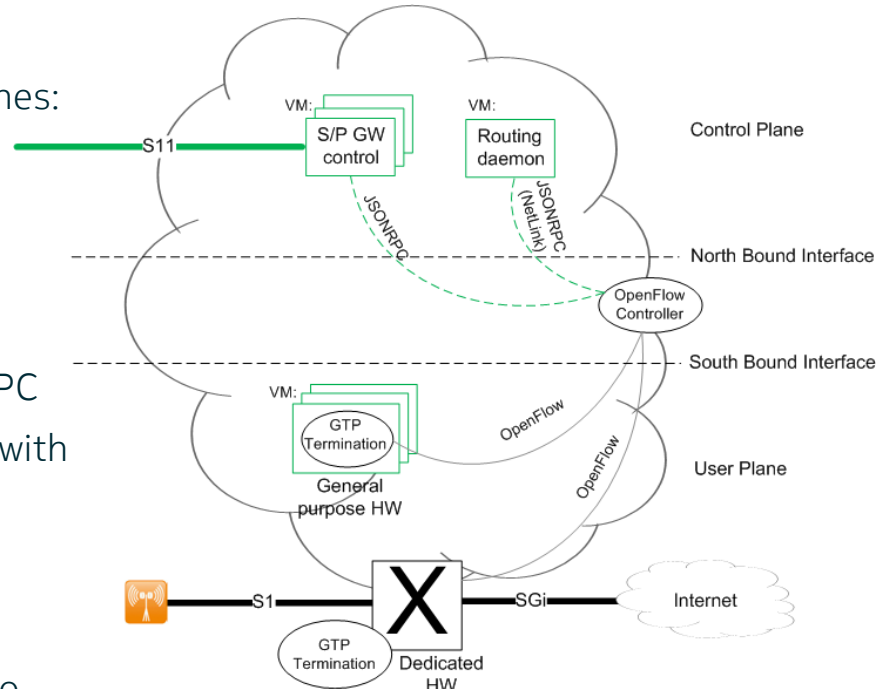 nes:
PC
with
VM:
S/P GW
control
VM:
Routing
daemon
Control Plane
S11
JSONRPC
JSONRPC
(NetLink)
North Bound Interface
OpenFlow
Controller
South Bound Interface
VM:
GTP
Termination
General
purpose HW
OpenFlow
OpenFlow
User Plane
S1
X
SGi
Internet
GTP
Termination
Dedicated
HW